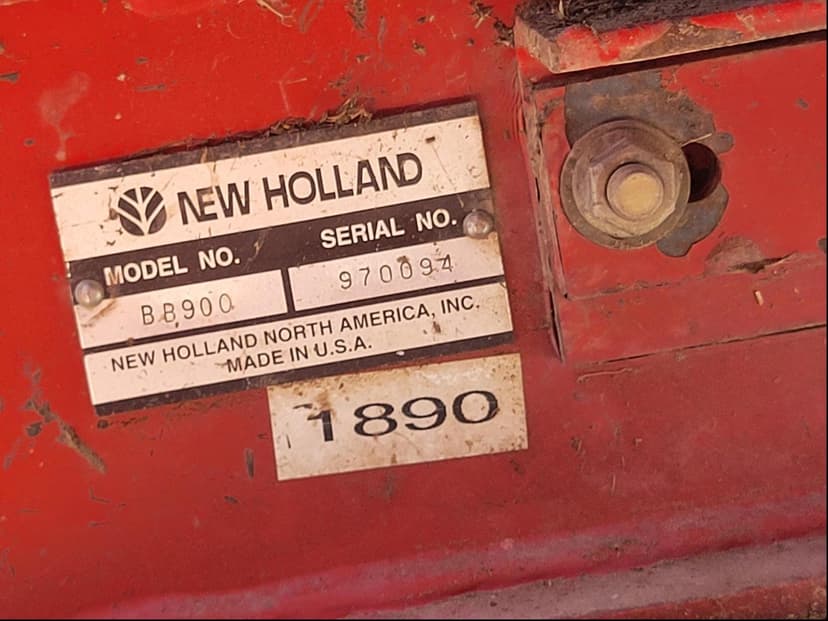 NEW HOLLAND
MODEL NO.
SERIAL NO.
BB900
970094
NEW HOLLAND NORTH AMERICA, INC.
MADE IN U.S.A.
1890